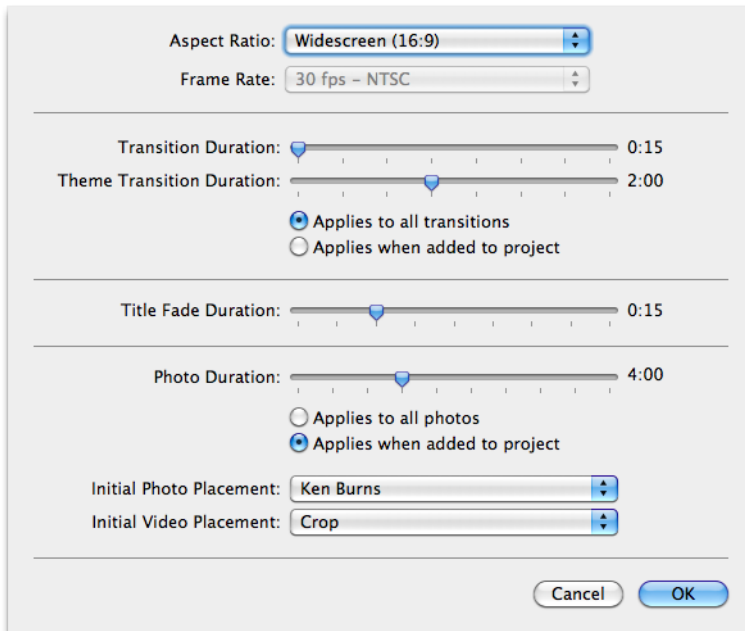 Aspect Ratio: Widescreen (16:9)
Frame Rate: 30 fps – NTSC
Transition Duration: 0:15
Theme Transition Duration: 2:00
Applies to all transitions
Applies when added to project
Title Fade Duration: 0:15
Photo Duration: 4:00
Applies to all photos
Applies when added to project
Initial Photo Placement: Ken Burns
Initial Video Placement: Crop
Cancel OK